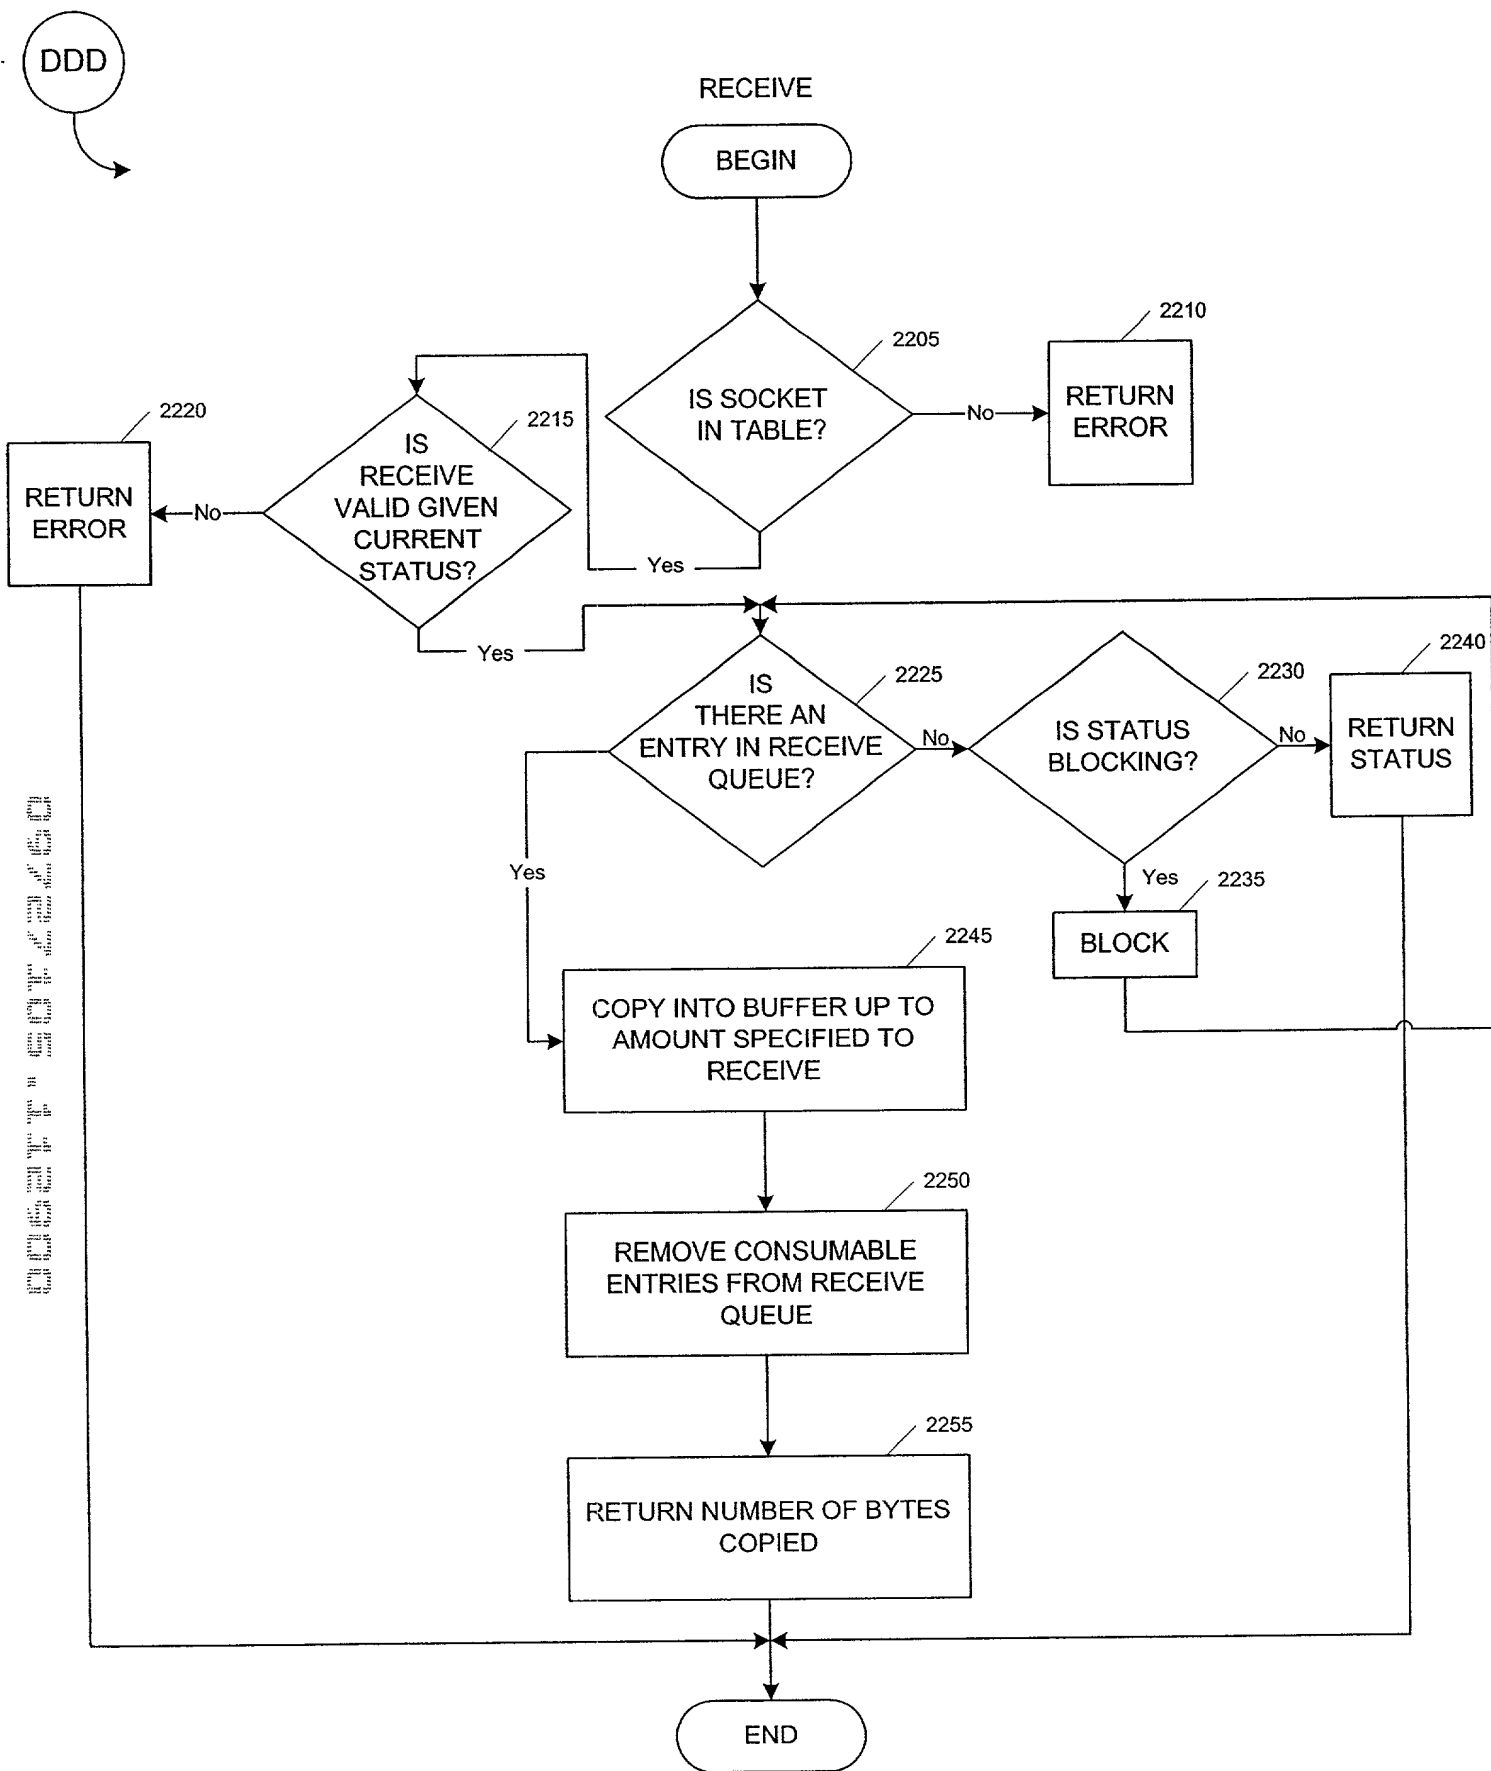 DDD
RECEIVE
BEGIN
2205
IS SOCKET
IN TABLE?
No
2210
RETURN
ERROR
Yes
2215
IS
RECEIVE
VALID GIVEN
CURRENT
STATUS?
No
2220
RETURN
ERROR
Yes
2225
IS
THERE AN
ENTRY IN RECEIVE
QUEUE?
No
2230
IS STATUS
BLOCKING?
No
2240
RETURN
STATUS
Yes
2235
BLOCK
Yes
2245
COPY INTO BUFFER UP TO
AMOUNT SPECIFIED TO
RECEIVE
2250
REMOVE CONSUMABLE
ENTRIES FROM RECEIVE
QUEUE
2255
RETURN NUMBER OF BYTES
COPIED
END
09727105.112900